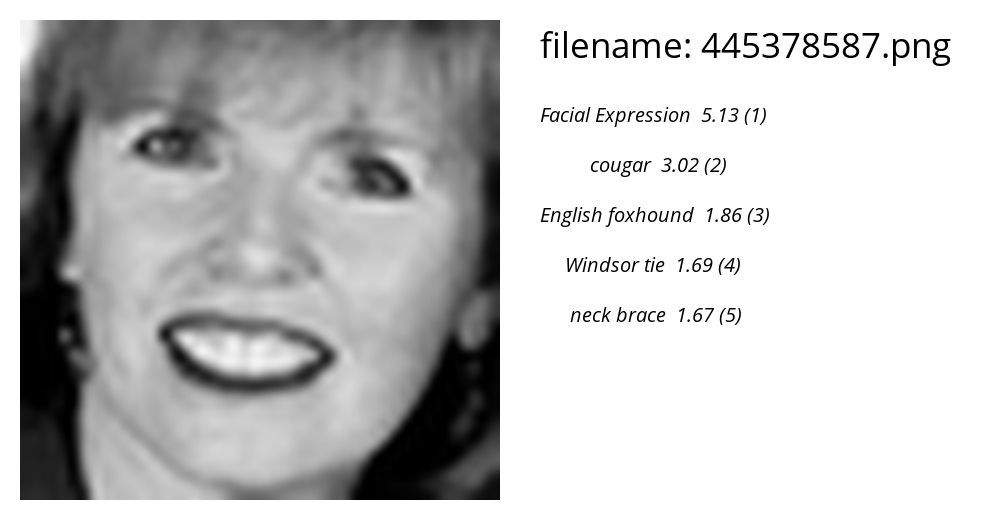 filename: 445378587.png
Facial Expression 5.13 (1)
cougar 3.02 (2)
English foxhound 1.86 (3)
Windsor tie 1.69 (4)
neck brace 1.67 (5)